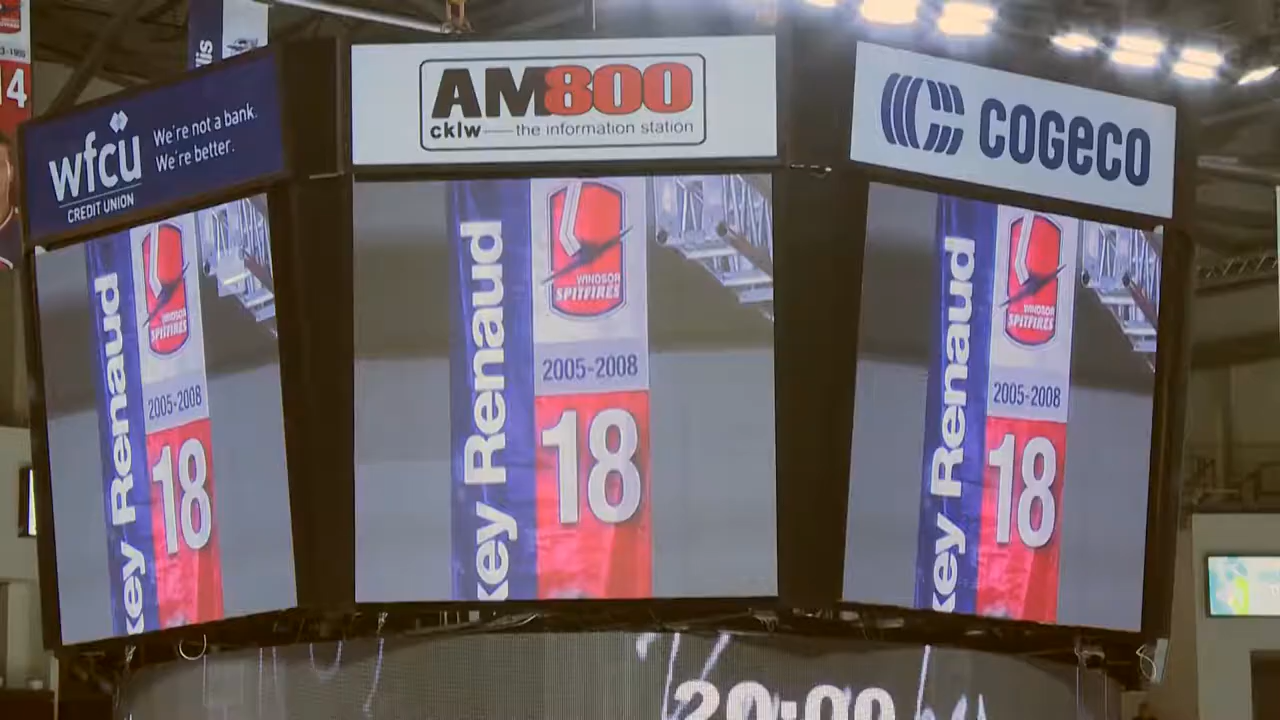 14
wfcu
CREDIT UNION
We're not a bank.
We're better.
AM800
cklw the information station
COGECO
key Renaud
WINDSOR
SPITFIRES
2005-2008
18
key Renaud
WINDSOR
SPITFIRES
2005-2008
18
key Renaud
WINDSOR
SPITFIRES
2005-2008
18
20:00